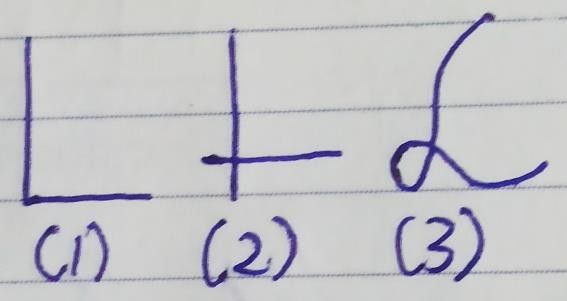 L ⺊ ℒ
(1) (2) (3)